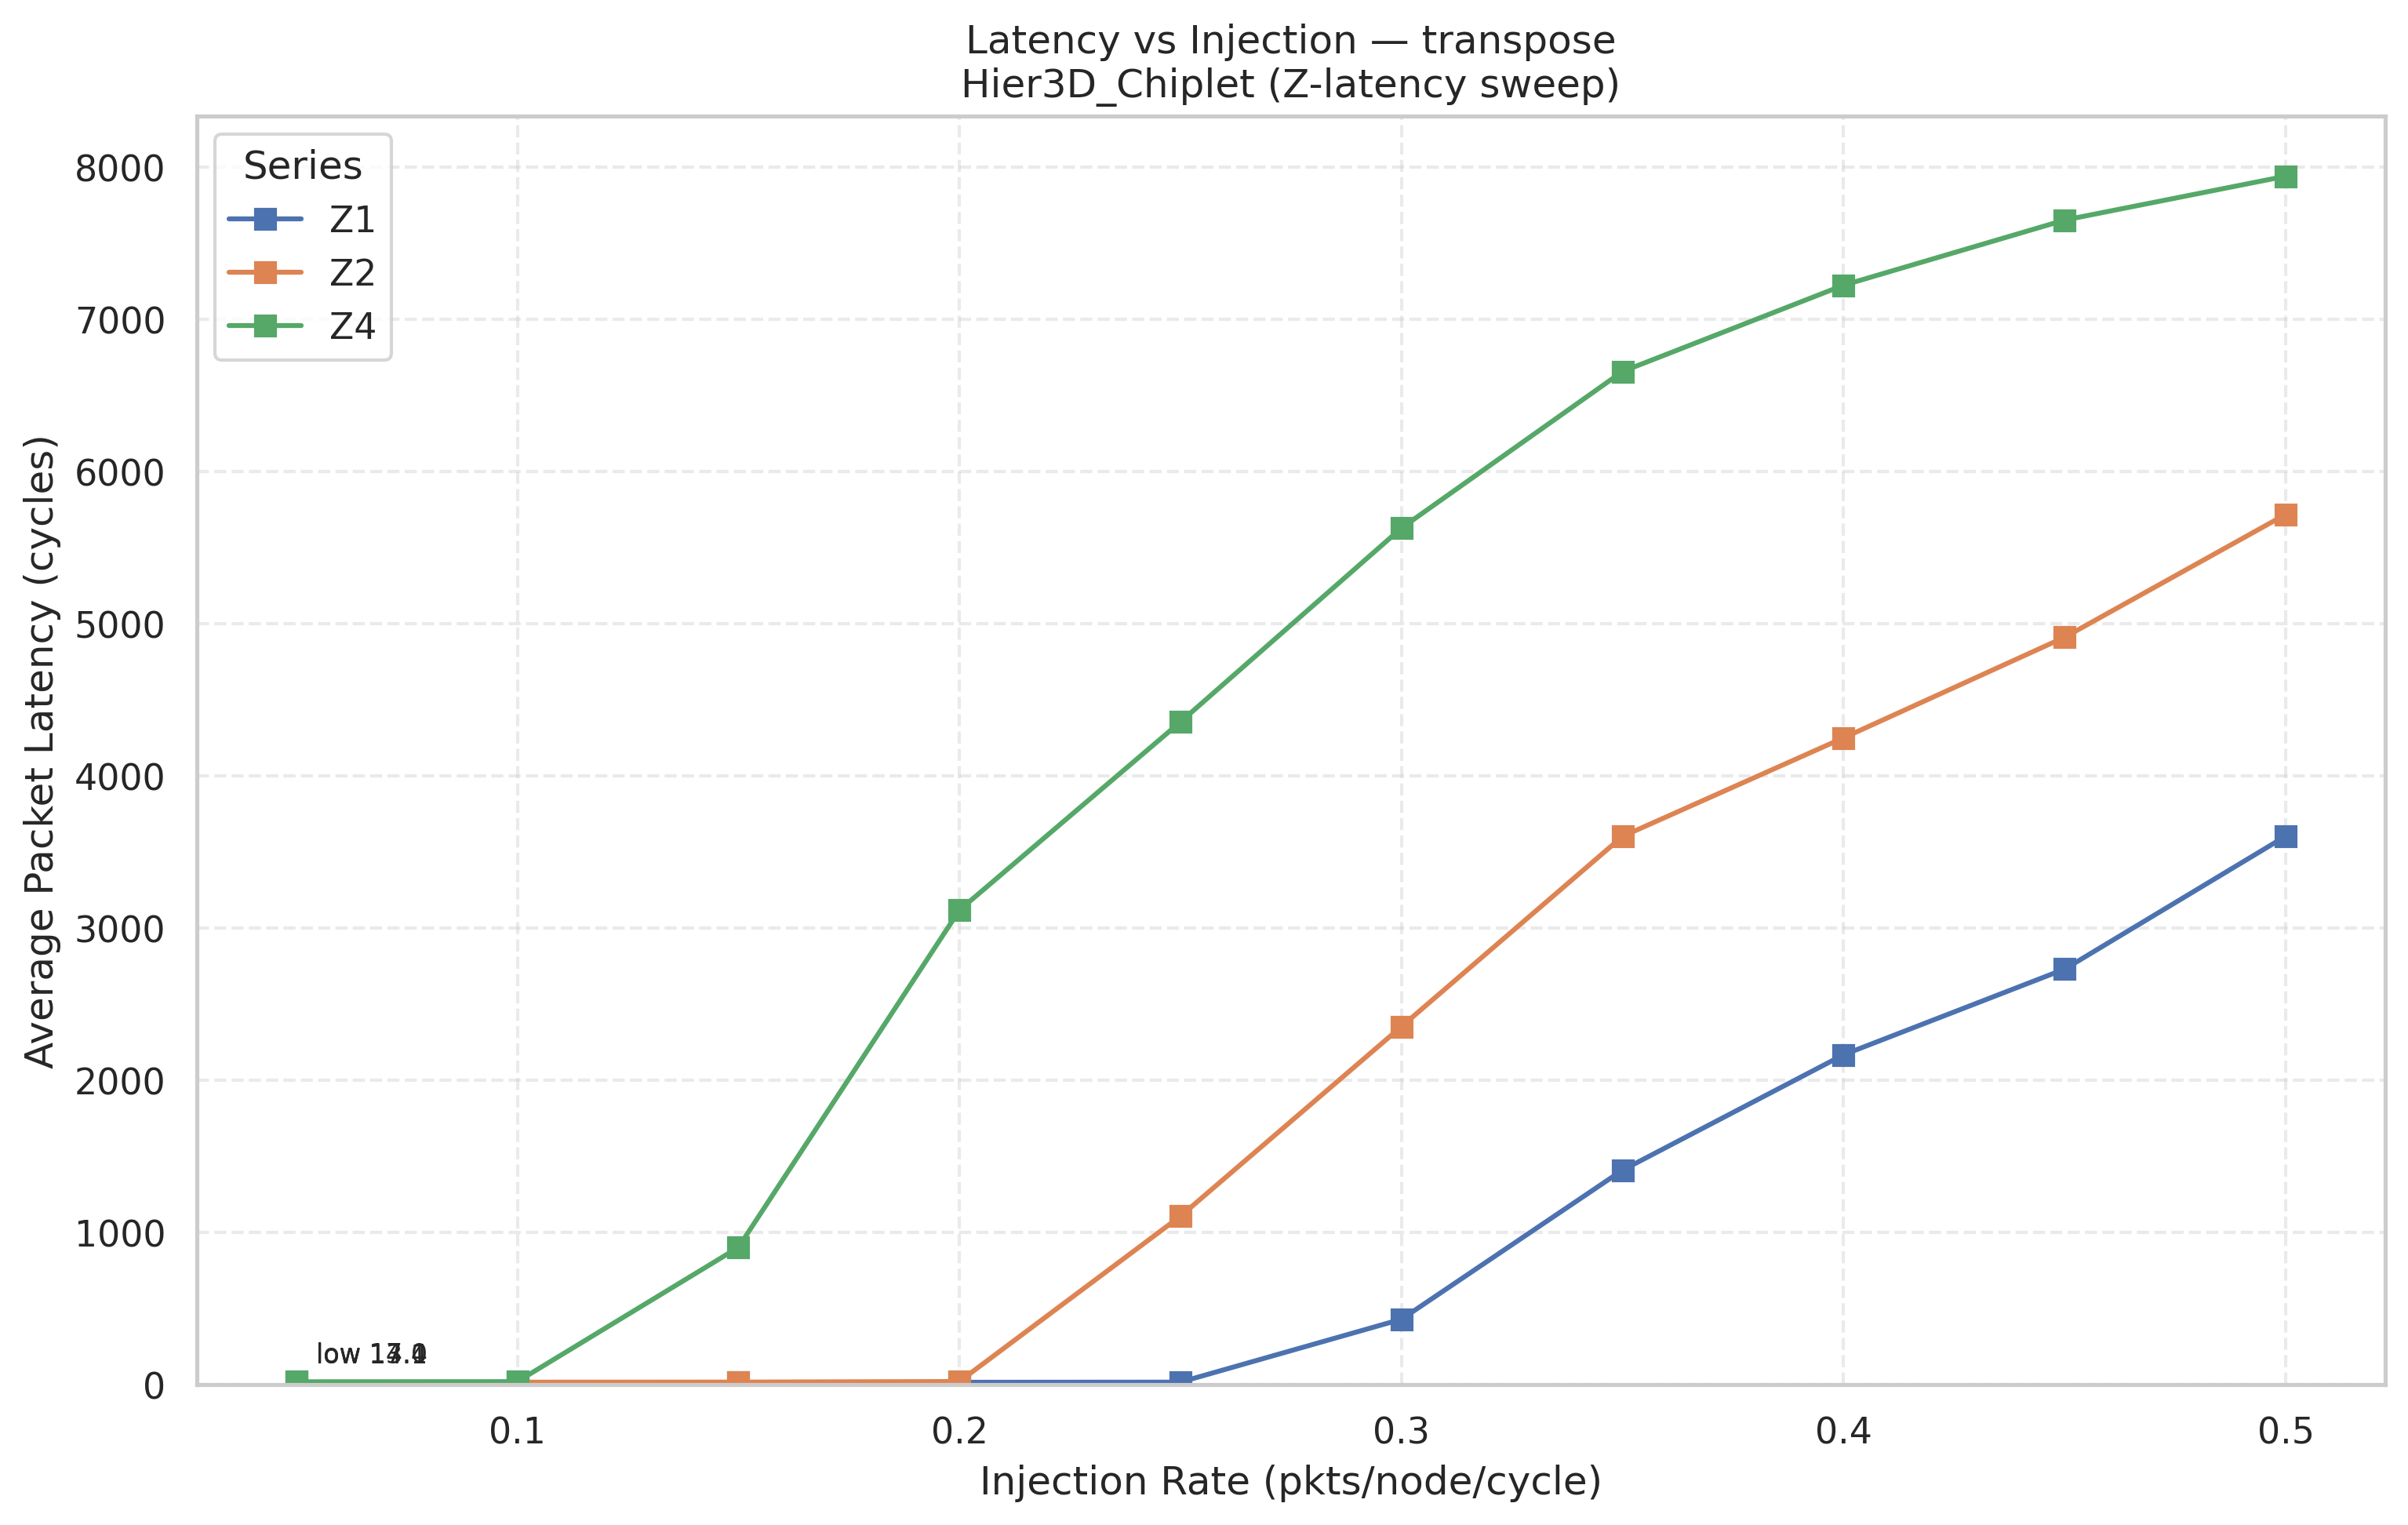 Latency vs Injection — transpose
Hier3D_Chiplet (Z-latency sweep)
Series
Z1
Z2
Z4
Average Packet Latency (cycles)
8000
7000
6000
5000
4000
3000
2000
1000
0
low
0.1
0.2
0.3
0.4
0.5
Injection Rate (pkts/node/cycle)